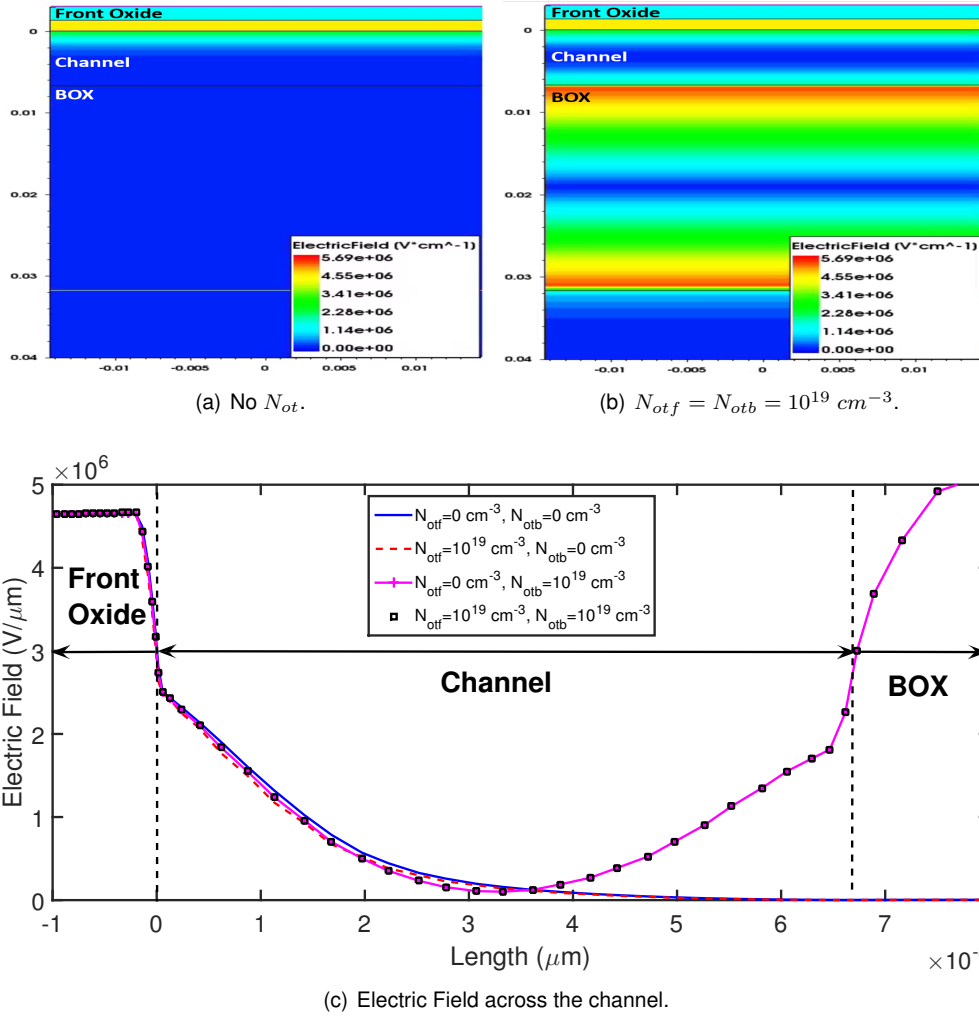 Front Oxide
Channel
BOX
0
0.01
0.02
0.03
0.04
-0.01
-0.005
0
0.005
0.01
ElectricField (V*cm^-1)
5.69e+06
4.55e+06
3.41e+06
2.28e+06
1.14e+06
0.00e+00
(a) No N_ot.
Front Oxide
Channel
BOX
0
0.01
0.02
0.03
0.04
-0.01
-0.005
0
0.005
0.01
ElectricField (V*cm^-1)
5.69e+06
4.55e+06
3.41e+06
2.28e+06
1.14e+06
0.00e+00
(b) N_otf = N_otb = 10^19 cm^−3.
×10^6
5
4
3
2
1
0
Electric Field (V/μm)
N_otf=0 cm^-3, N_otb=0 cm^-3
N_otf=10^19 cm^-3, N_otb=0 cm^-3
N_otf=0 cm^-3, N_otb=10^19 cm^-3
N_otf=10^19 cm^-3, N_otb=10^19 cm^-3
Front
Oxide
Channel
BOX
-1
0
1
2
3
4
5
6
7
Length (μm)
×10^-
(c) Electric Field across the channel.